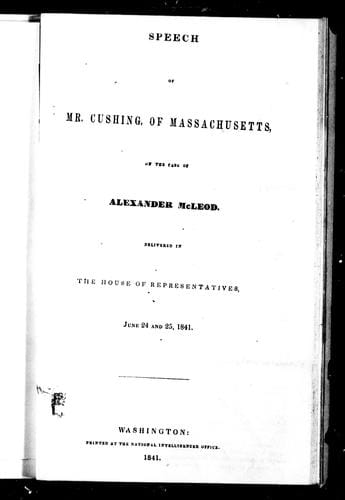 SPEECH
OF
MR. CUSHING, OF MASSACHUSETTS,
ON THE CASE OF
ALEXANDER McLEOD.
DELIVERED IN
THE HOUSE OF REPRESENTATIVES,
JUNE 24 AND 25, 1841.
WASHINGTON:
PRINTED AT THE NATIONAL INTELLIGENCER OFFICE.
1841.